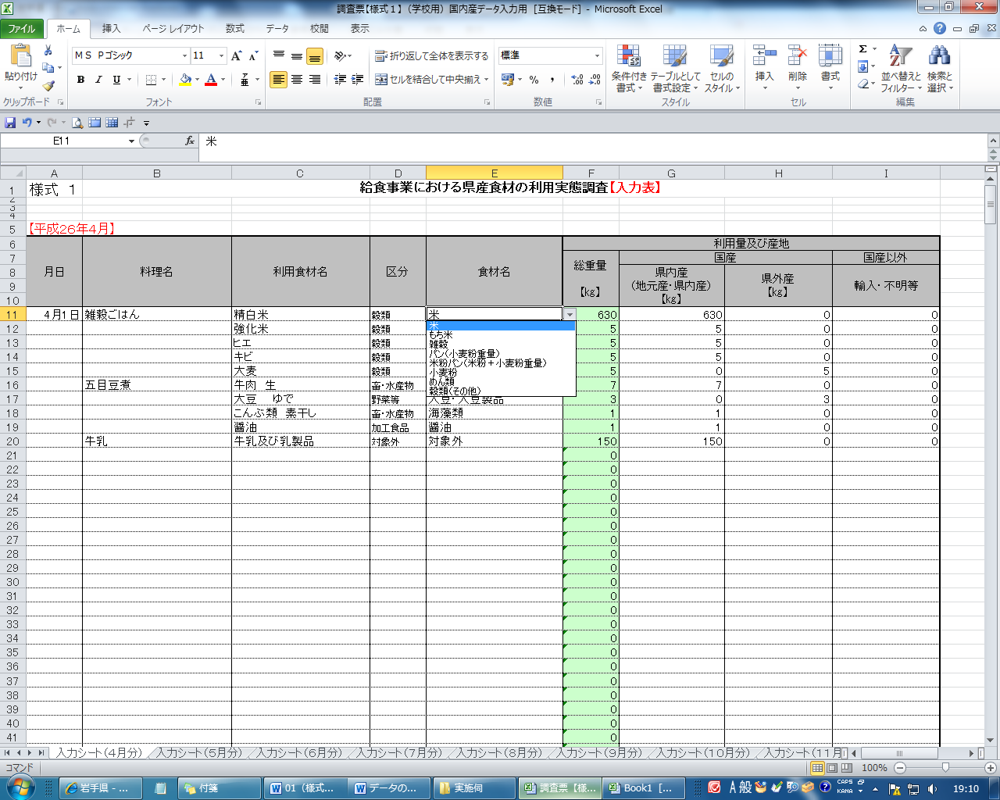 調査票【様式１】（学校用）国内産データ入力用 [互換モード] - Microsoft Excel
ファイル ホーム 挿入 ページ レイアウト 数式 データ 校閲 表示
貼り付け ＭＳ Ｐゴシック 11 折り返して全体を表示する 標準 条件付き書式 テーブルとして書式設定 セルのスタイル 挿入 削除 書式 並べ替えとフィルター 検索と選択
B I U セルを結合して中央揃え %
クリップボード フォント 配置 数値 スタイル セル 編集
E11 fx 米
A B C D E F G H I
1 様式 1 給食事業における県産食材の利用実態調査【入力表】
2
3
4
5 【平成26年4月】
6 利用量及び産地
7 国産 国産以外
8 月日 料理名 利用食材名 区分 食材名 総重量 県内産 県外産
9 （地元産・県内産） 輸入・不明等
10 【kg】 【kg】 【kg】
11 4月1日 雑穀ごはん 精白米 穀類 米 630 630 0 0
12 強化米 穀類 5 5 0 0
13 ヒエ 穀類 5 5 0 0
14 キビ 穀類 5 5 0 0
15 大麦 穀類 5 0 5 0
16 五目豆煮 牛肉 生 畜・水産物 7 7 0 0
17 大豆 ゆで 野菜等 大豆・大豆製品 3 0 3 0
18 こんぶ類 素干し 畜・水産物 海藻類 1 1 0 0
19 醤油 加工食品 醤油 1 1 0 0
20 牛乳 牛乳及び乳製品 対象外 対象外 150 150 0 0
米
もち米
雑穀
パン（小麦粉重量）
米粉パン（米粉＋小麦粉重量）
小麦粉
めん類
穀類（その他）
21 0
22 0
23 0
24 0
25 0
26 0
27 0
28 0
29 0
30 0
31 0
32 0
33 0
34 0
35 0
36 0
37 0
38 0
39 0
40 0
41 0
入力シート（4月分） 入力シート（5月分） 入力シート（6月分） 入力シート（7月分） 入力シート（8月分） 入力シート（9月分） 入力シート（10月分） 入力シート（11月
コマンド 100%
岩手県 - ... 付箋 01（様式... データの... 実施伺 調査票【様... Book1 [... A 般 CAPS KANA 19:10